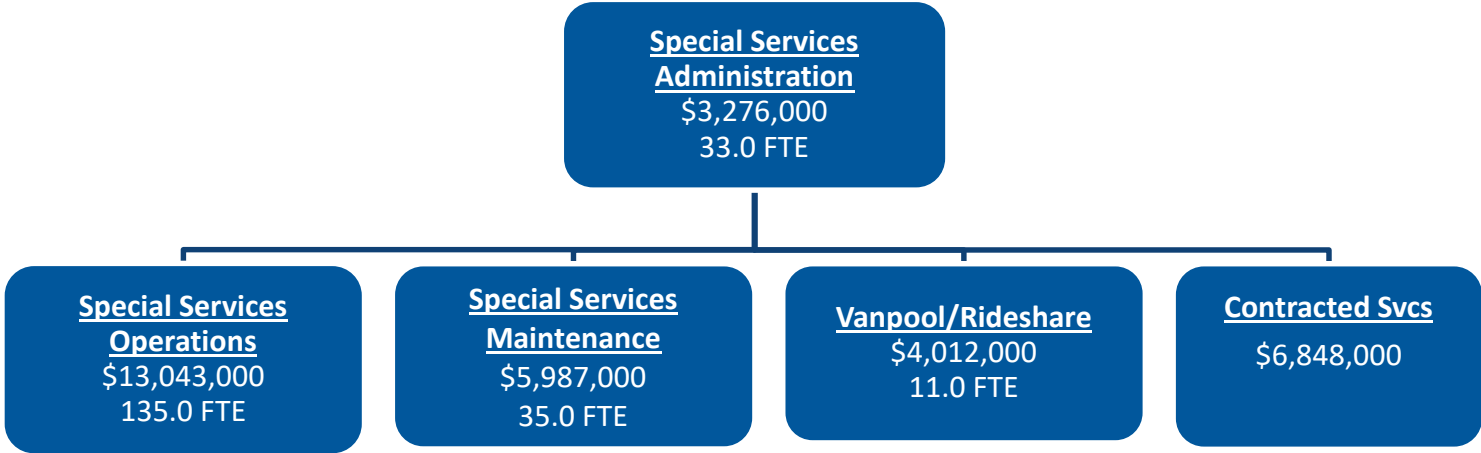 Special Services
Administration
$3,276,000
33.0 FTE
Special Services
Operations
$13,043,000
135.0 FTE
Special Services
Maintenance
$5,987,000
35.0 FTE
Vanpool/Rideshare
$4,012,000
11.0 FTE
Contracted Svcs
$6,848,000